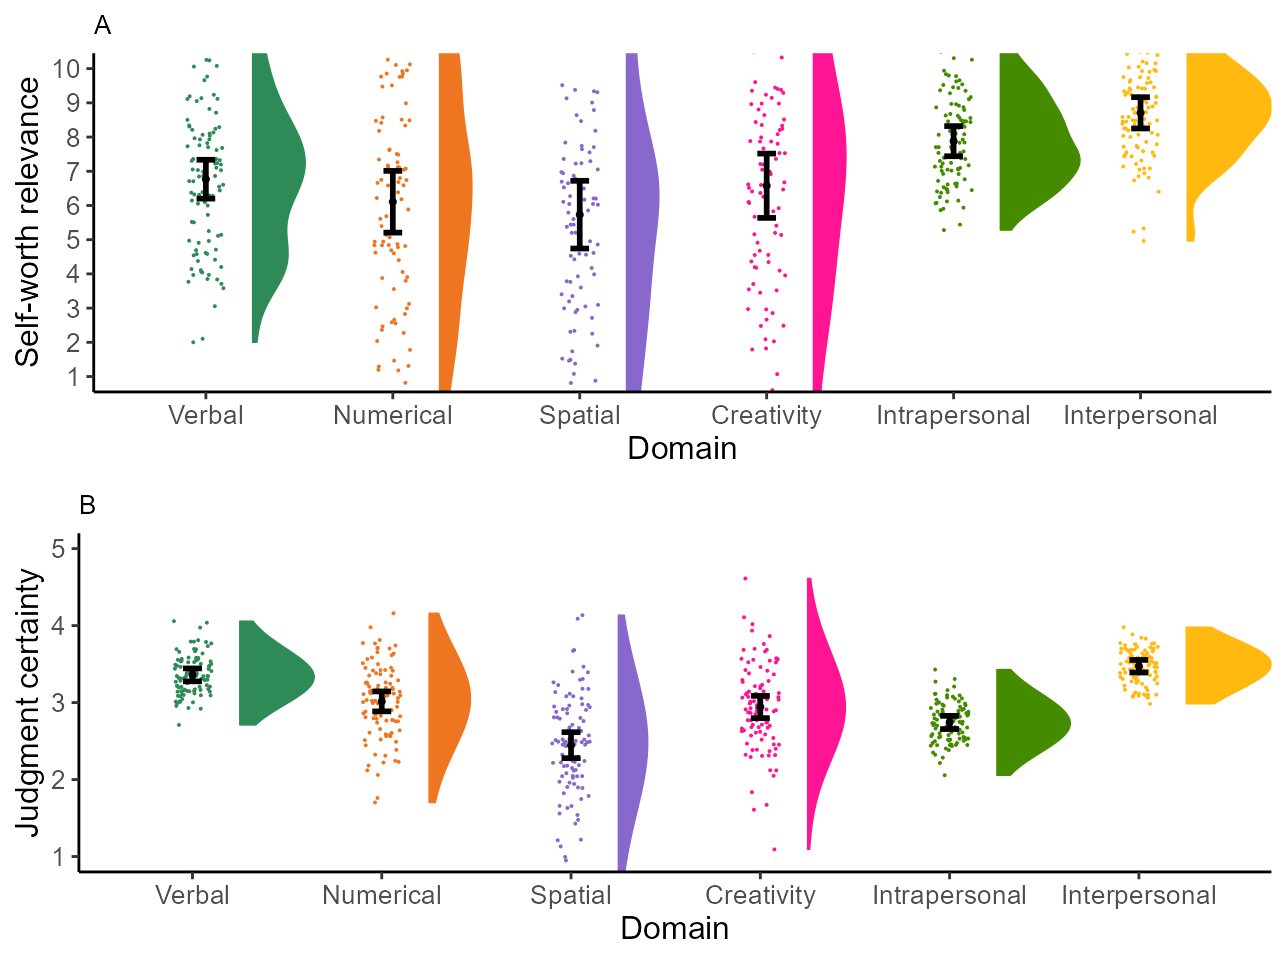 A
Self-worth relevance
10
9
8
7
6
5
4
3
2
1
Verbal Numerical Spatial Creativity Intrapersonal Interpersonal
Domain
B
Judgment certainty
5
4
3
2
1
Verbal Numerical Spatial Creativity Intrapersonal Interpersonal
Domain